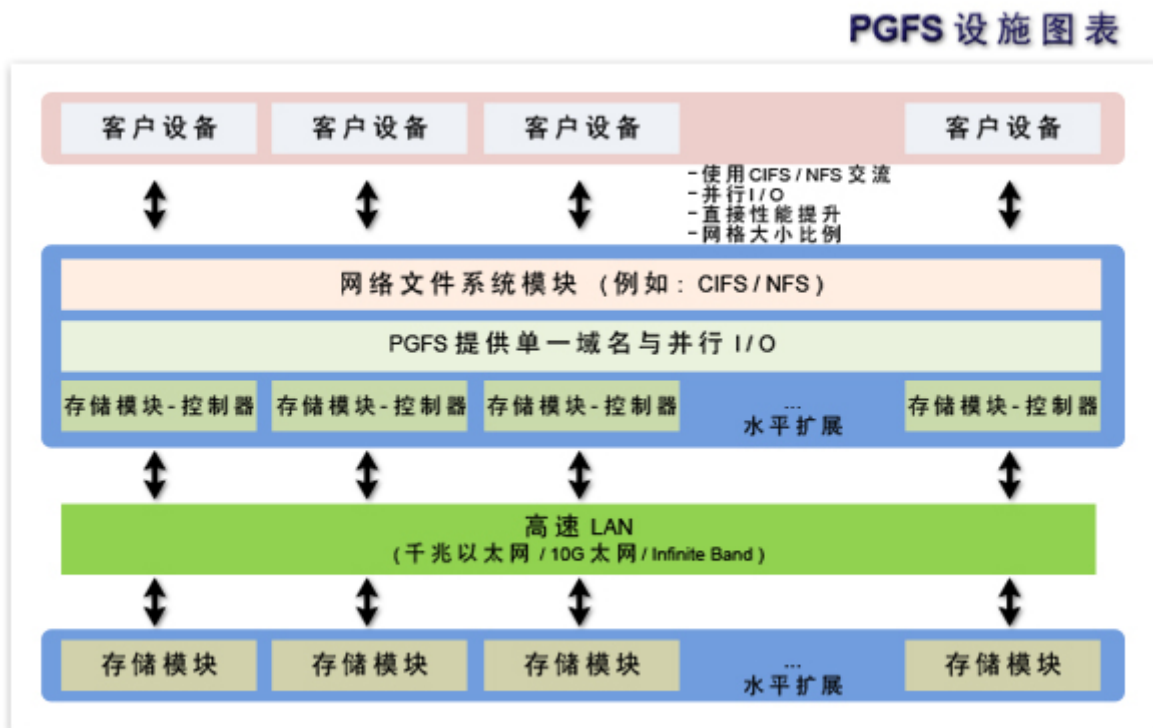 PGFS 设施图表
客户设备 客户设备 客户设备 客户设备
-使用CIFS/NFS 交流
-并行I/O
-直接性能提升
-网格大小比例
网络文件系统模块 (例如: CIFS/NFS)
PGFS 提供单一域名与并行 I/O
存储模块-控制器 存储模块-控制器 存储模块-控制器 ... 存储模块-控制器
水平扩展
高速 LAN
(千兆以太网 / 10G 太网/ Infinite Band)
存储模块 存储模块 存储模块 ... 存储模块
水平扩展